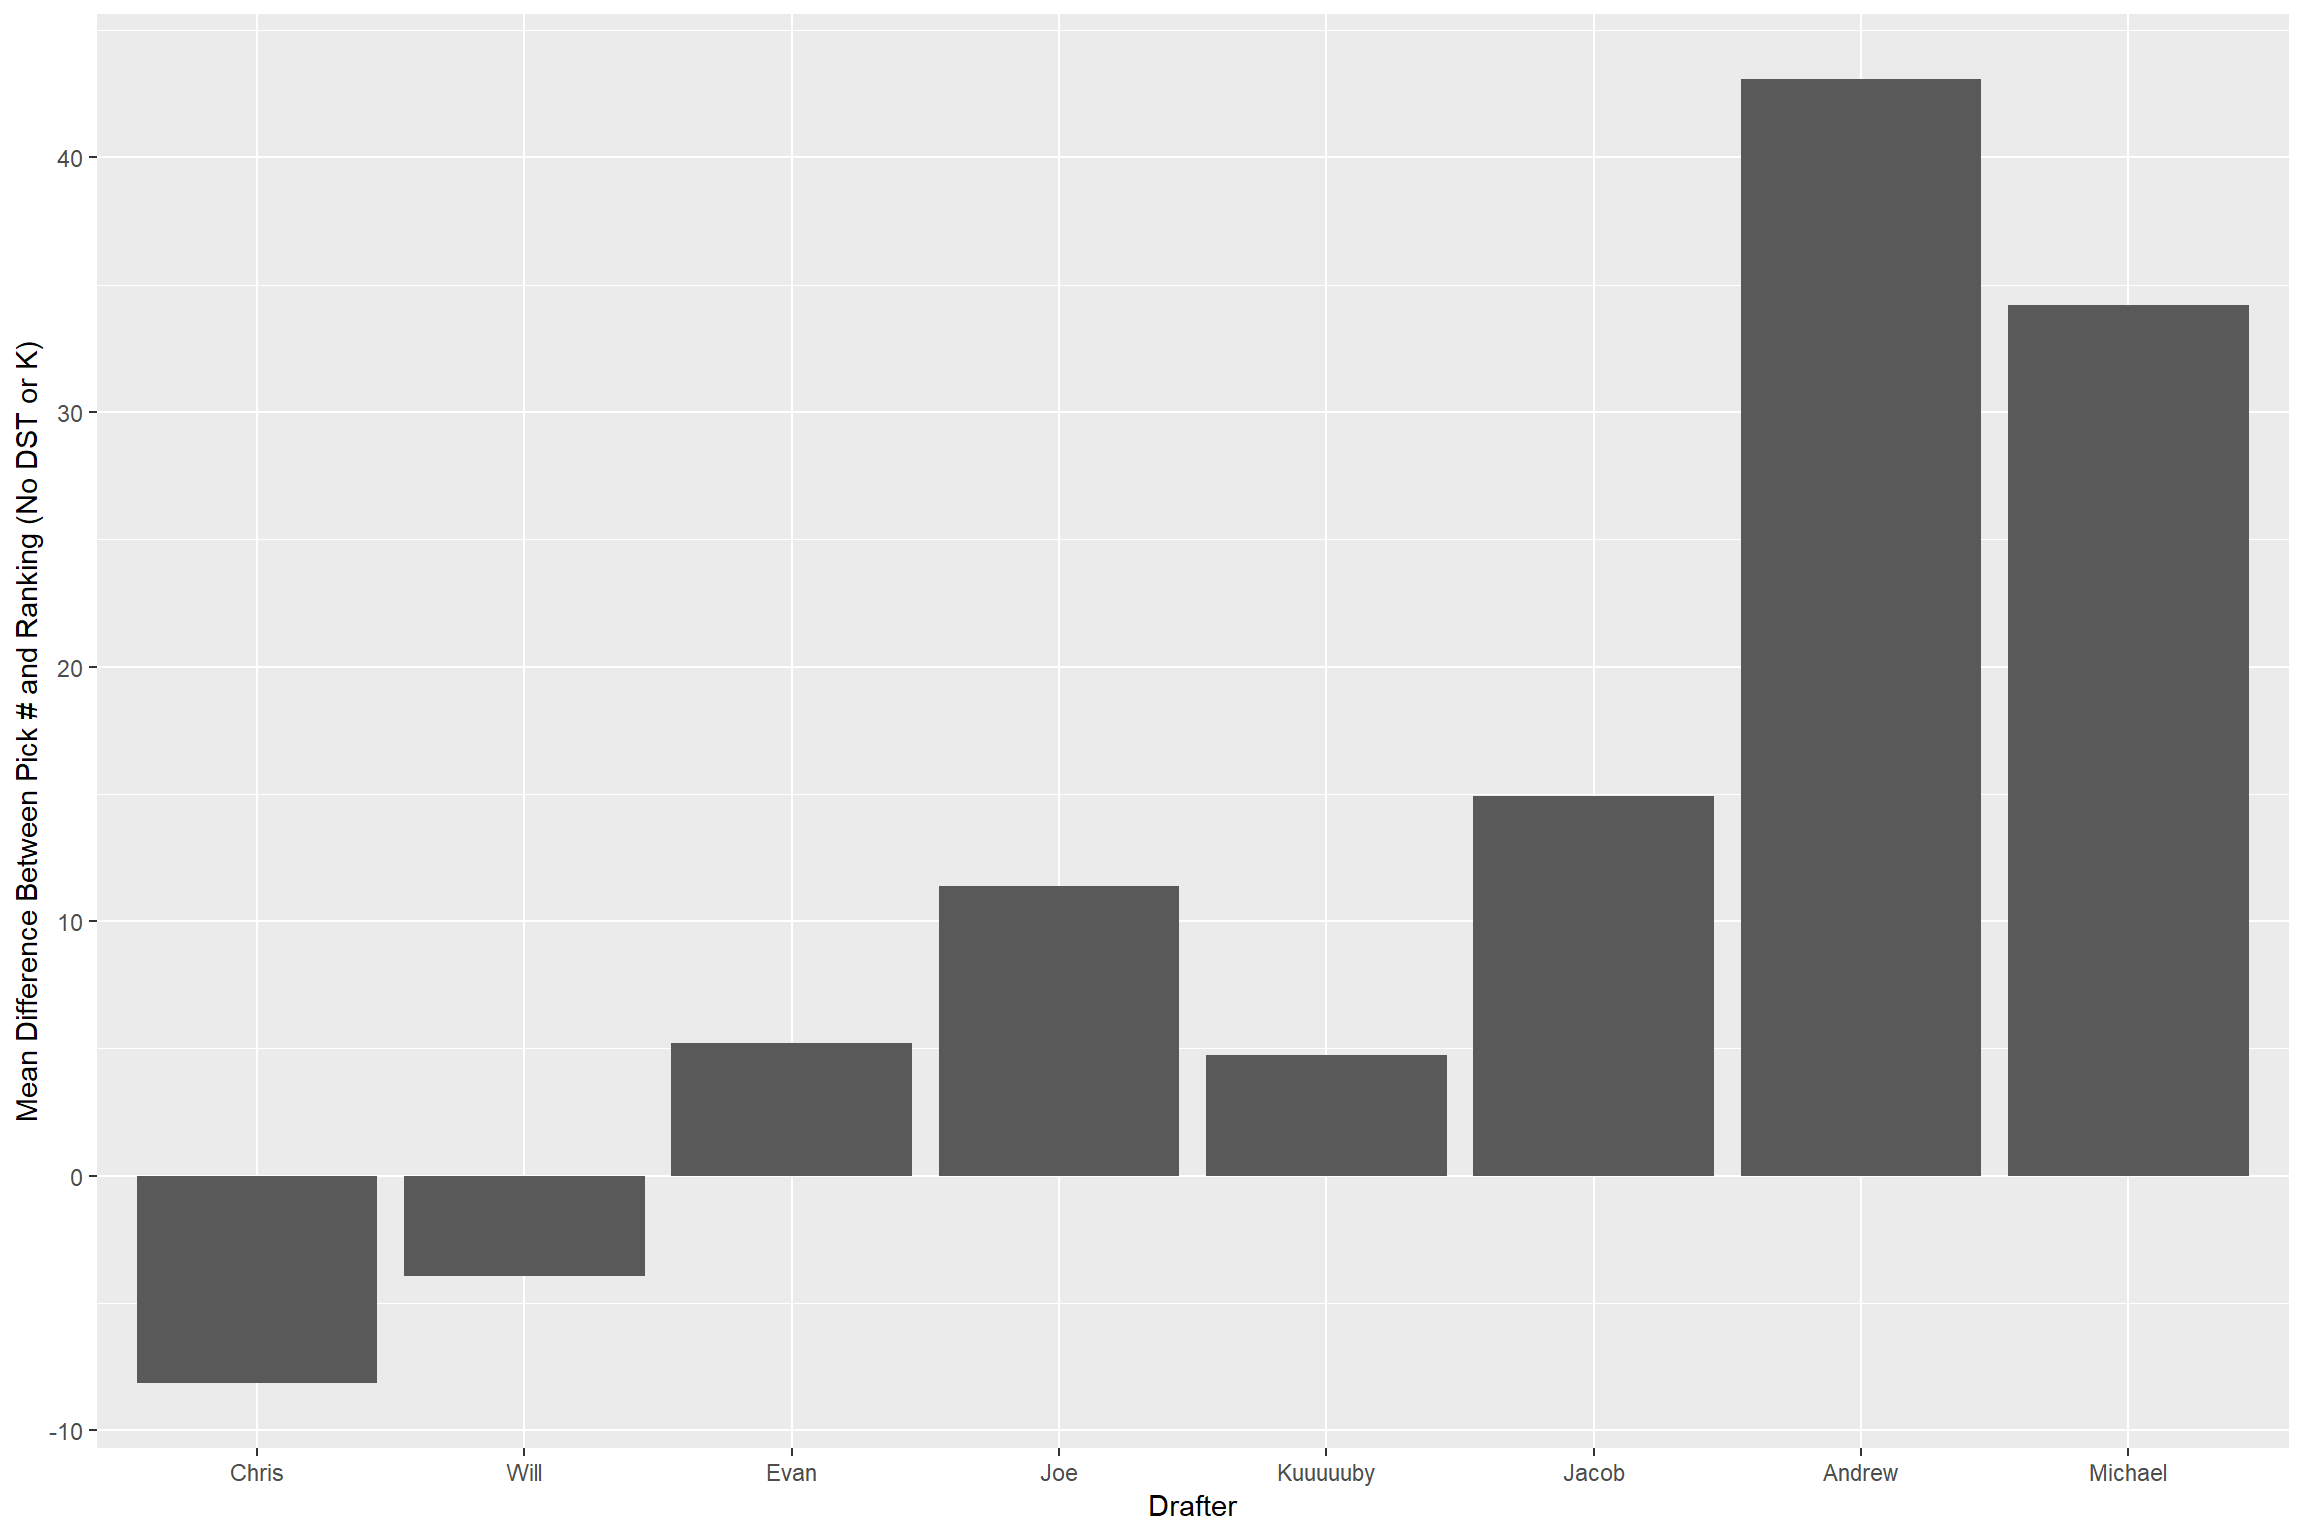 Mean Difference Between Pick # and Ranking (No DST or K)
40
30
20
10
0
-10
Chris Will Evan Joe Kuuuuuby Jacob Andrew Michael
Drafter